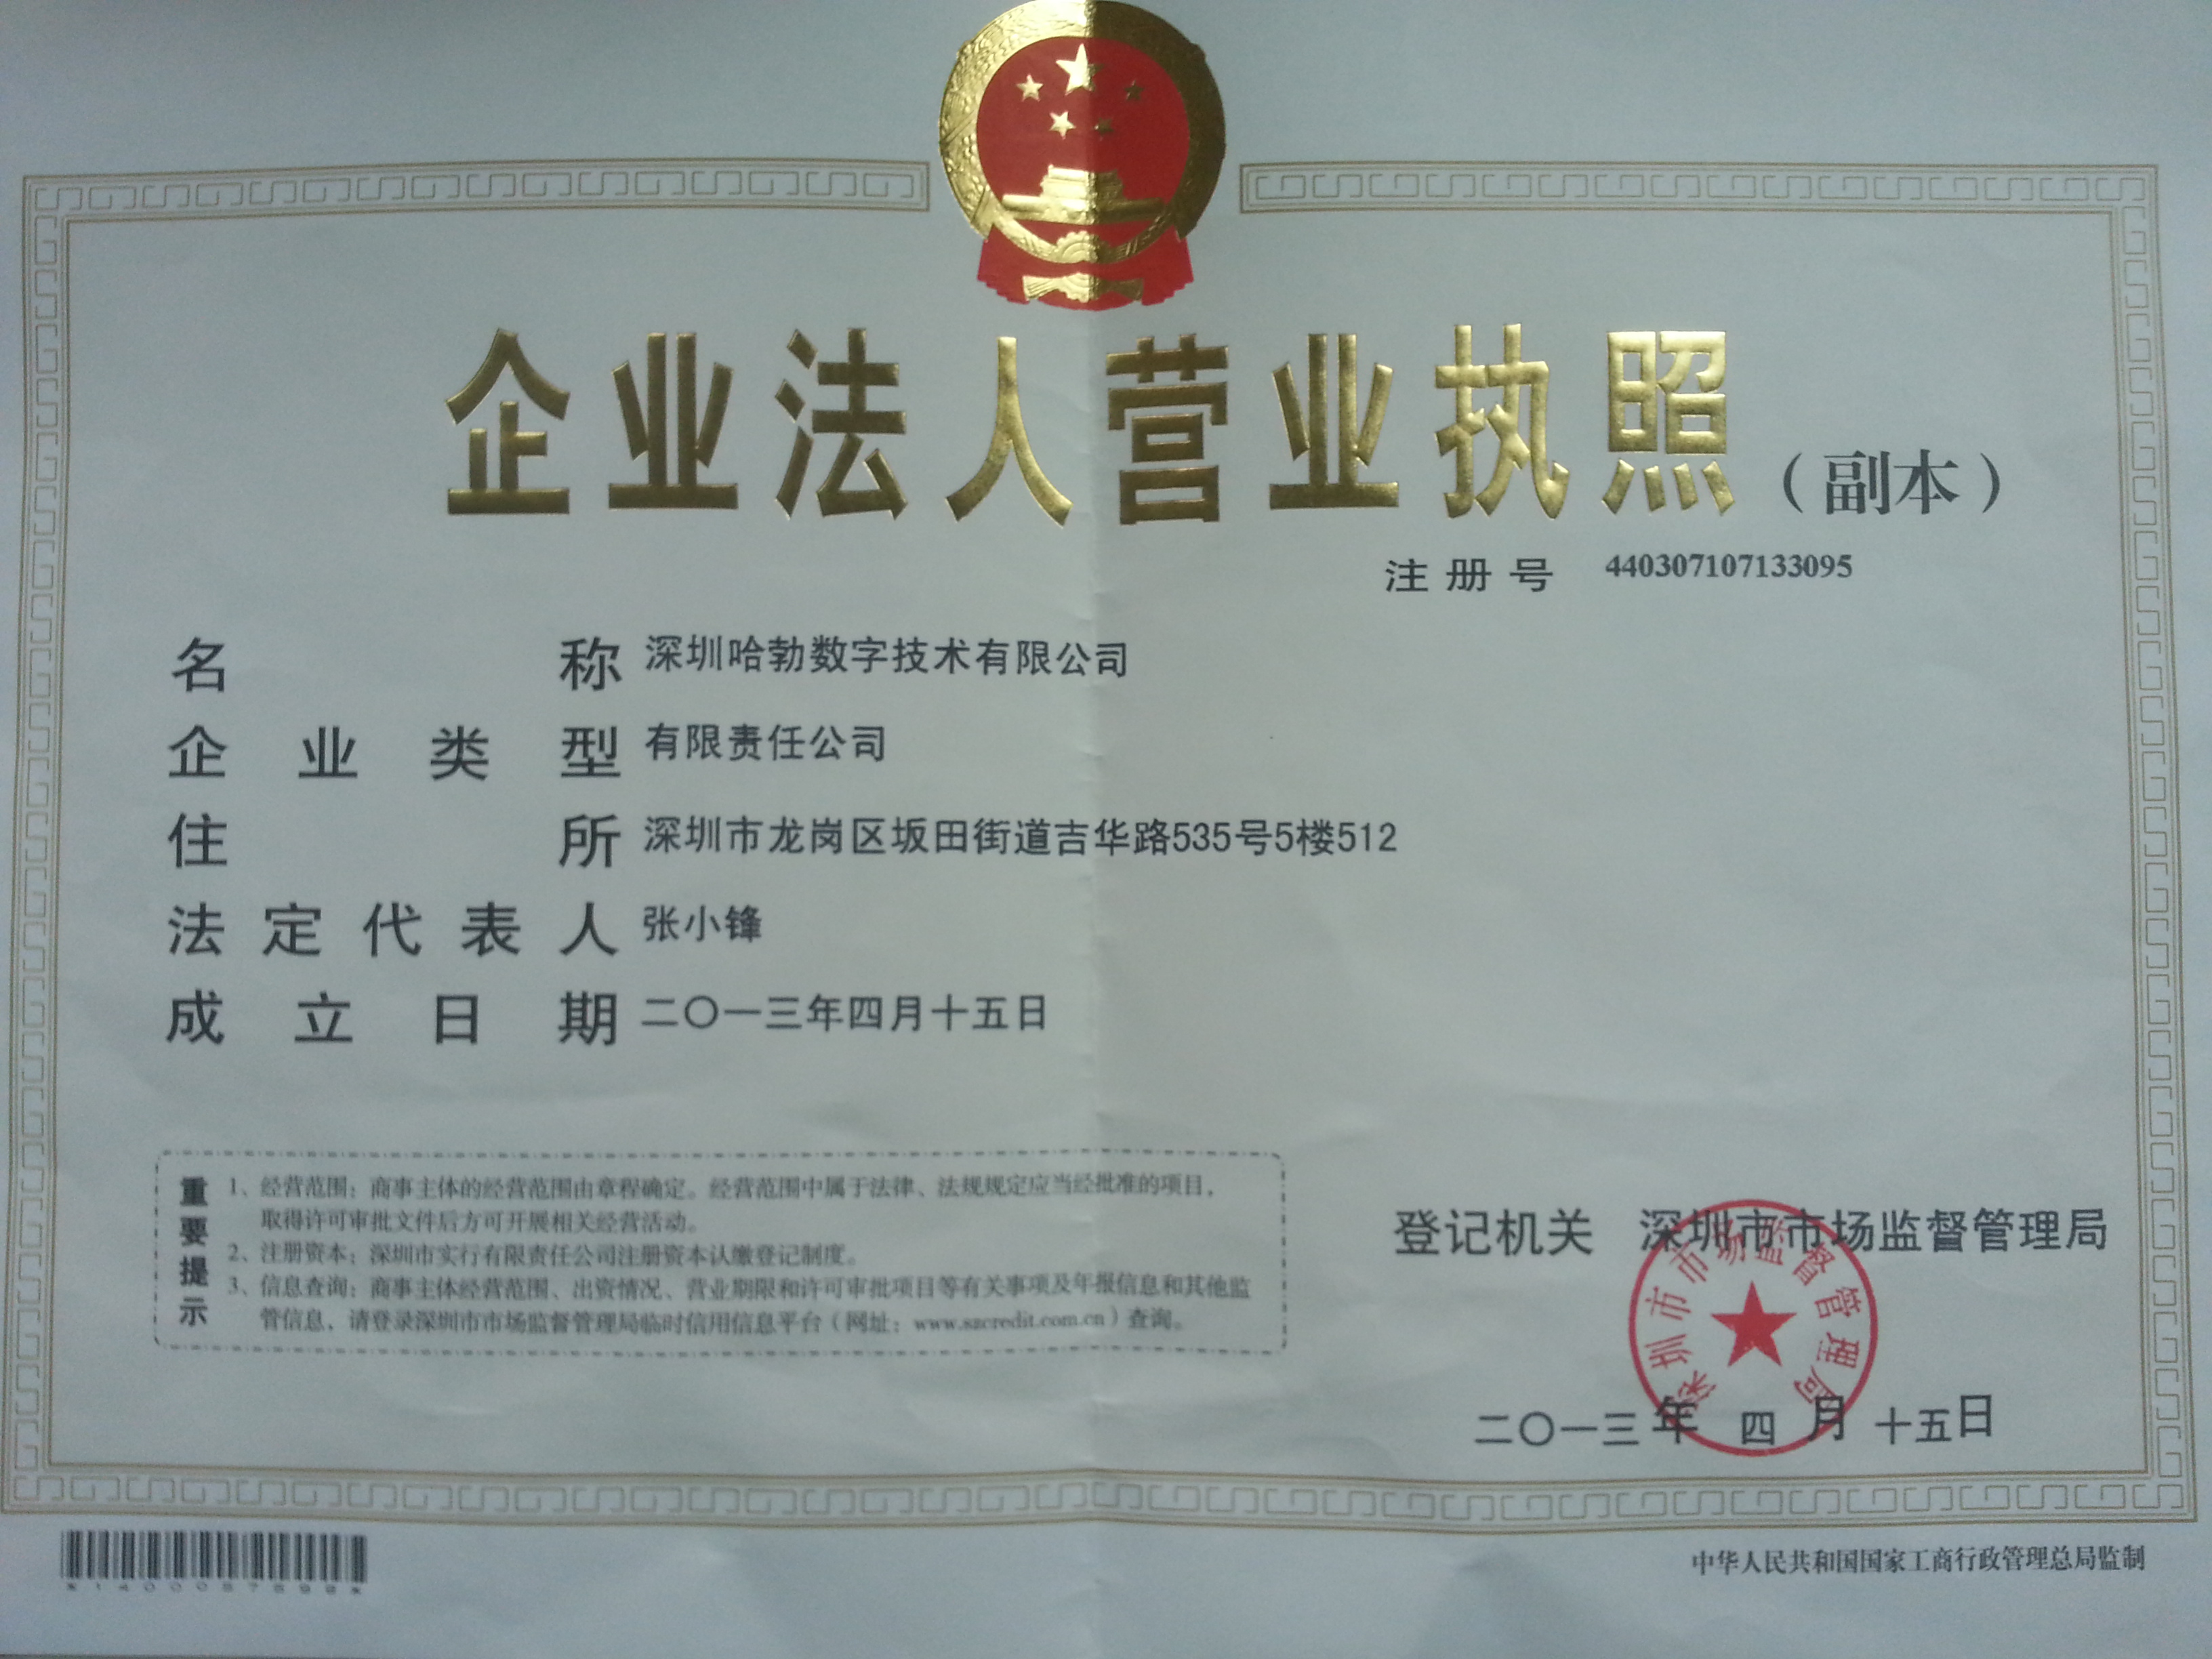 企业法人营业执照（副本）
注册号 440307107133095
名称 深圳哈勃数字技术有限公司
企业类型 有限责任公司
住所 深圳市龙岗区坂田街道吉华路535号5楼512
法定代表人 张小锋
成立日期 二〇一三年四月十五日
重要提示
1、经营范围：商事主体的经营范围由章程确定。经营范围中属于法律、法规规定应当经批准的项目，
取得许可审批文件后方可开展相关经营活动。
2、注册资本：深圳市实行有限责任公司注册资本认缴登记制度。
3、信息查询：商事主体经营范围、出资情况、营业期限和许可审批项目等有关事项及年报信息和其他监
管信息，请登录深圳市市场监督管理局临时信用信息平台（网址：www.szcredit.com.cn）查询。
登记机关 深圳市市场监督管理局
深圳市市场监督管理局
二〇一三年四月十五日
中华人民共和国国家工商行政管理总局监制